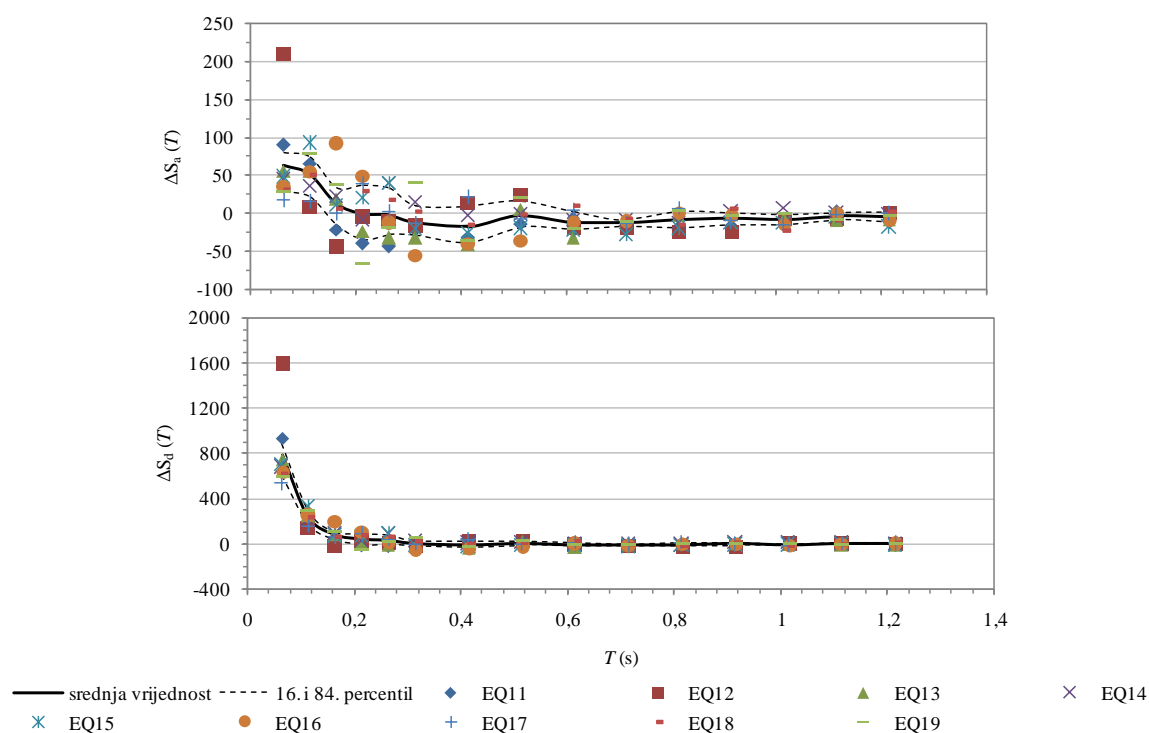 250
200
150
100
50
0
-50
-100
ΔSa (T)
2000
1600
1200
800
400
0
-400
ΔSd (T)
0 0,2 0,4 0,6 0,8 1 1,2 1,4
T (s)
srednja vrijednost 16. i 84. percentil EQ11 EQ12 EQ13 EQ14
EQ15 EQ16 EQ17 EQ18 EQ19